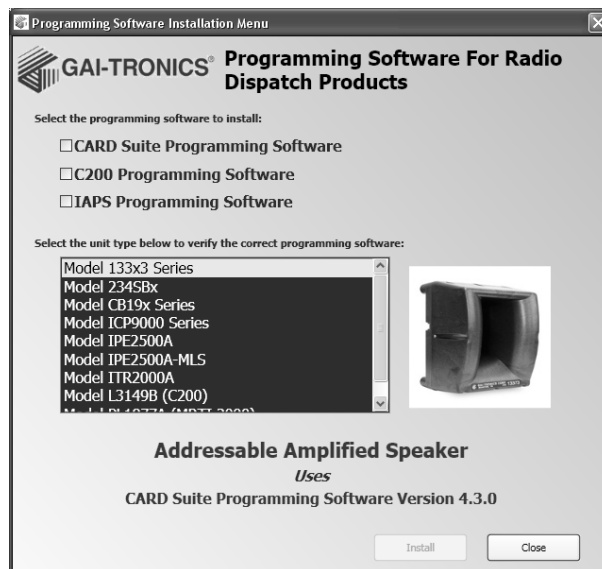 Programming Software Installation Menu
GAI-TRONICS®
Programming Software For Radio
Dispatch Products
Select the programming software to install:
CARD Suite Programming Software
C200 Programming Software
IAPS Programming Software
Select the unit type below to verify the correct programming software:
Model 133x3 Series
Model 234SBx
Model CB19x Series
Model ICP9000 Series
Model IPE2500A
Model IPE2500A-MLS
Model ITR2000A
Model L3149B (C200)
Addressable Amplified Speaker
Uses
CARD Suite Programming Software Version 4.3.0
Install
Close